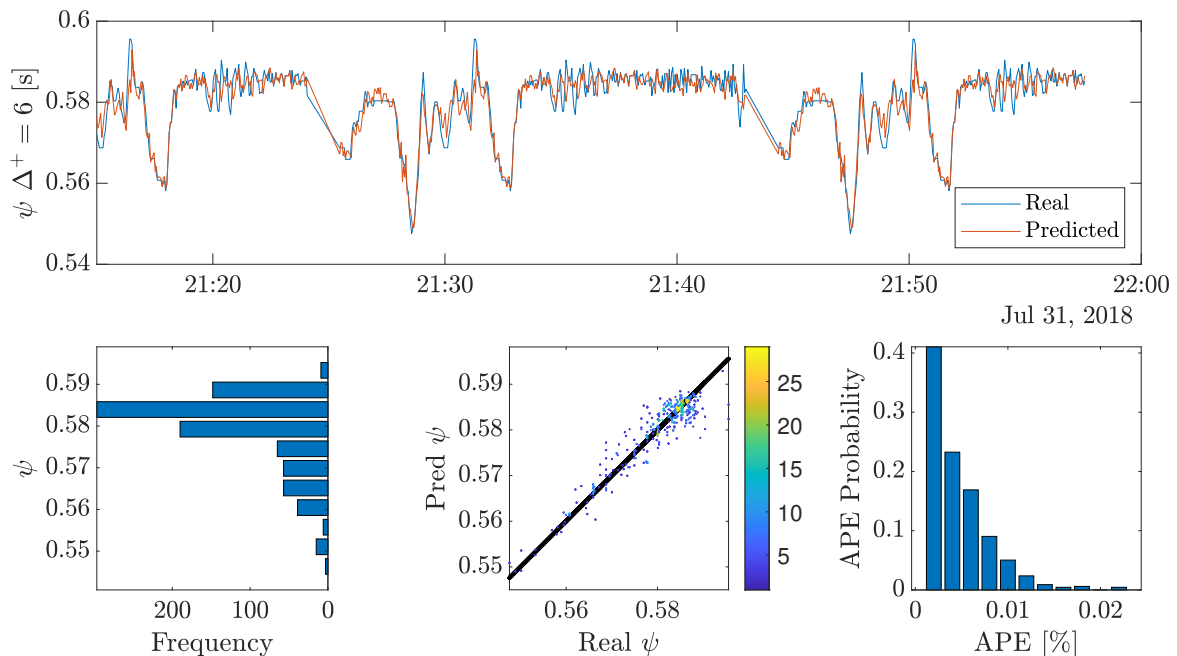 ψ Δ⁺ = 6 [s]
0.6
0.58
0.56
0.54
Real
Predicted
21:20 21:30 21:40 21:50 22:00
Jul 31, 2018
ψ
0.59
0.58
0.57
0.56
0.55
200 100 0
Frequency
Pred ψ
0.59
0.58
0.57
0.56
0.55
0.56 0.58
Real ψ
25
20
15
10
5
APE Probability
0.4
0.3
0.2
0.1
0
0 0.01 0.02
APE [%]